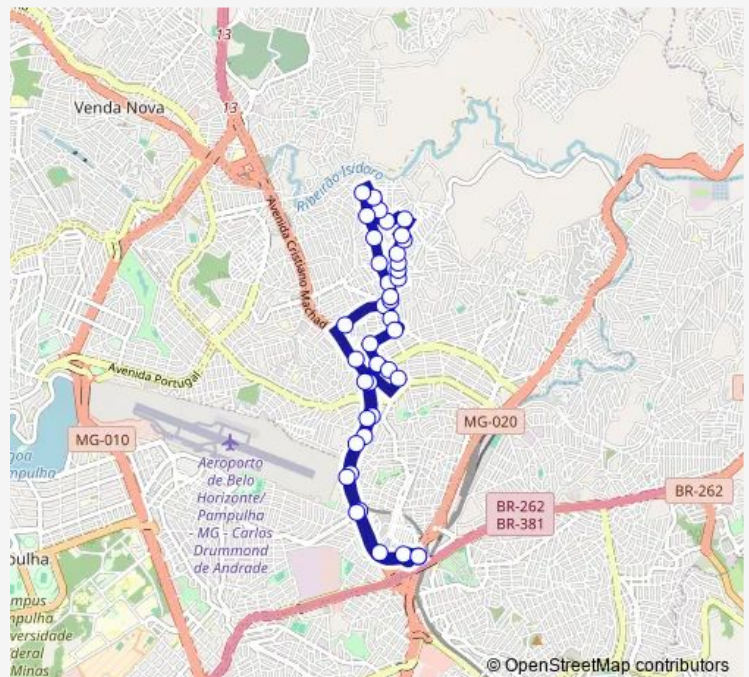 13
Venda Nova
13
Ribeirão Isidoro
Avenida Cristiano Machad
Avenida Portugal
MG-010
MG-020
Aeroporto
de Belo
Horizonte/
Pampulha
- MG - Carlos
Drummond
de Andrade
BR-262
BR-262
BR-381
goa
mpulha
pulha
mpus
mpulha
versidade
deral
Minas
© OpenStreetMap contributors